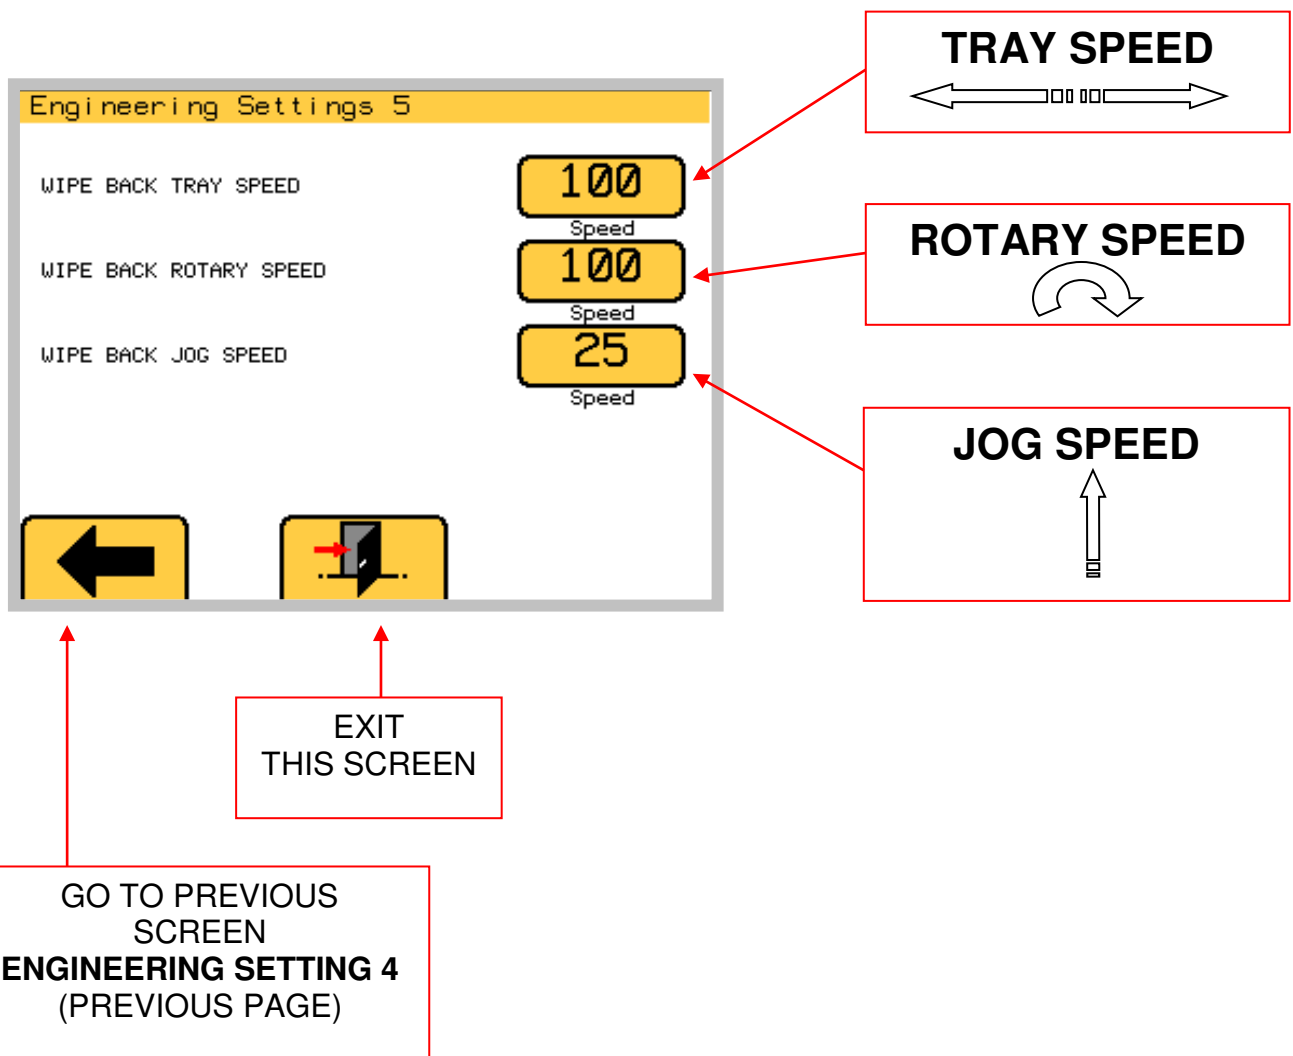 TRAY SPEED
Engineering Settings 5
WIPE BACK TRAY SPEED
100
Speed
ROTARY SPEED
WIPE BACK ROTARY SPEED
100
Speed
WIPE BACK JOG SPEED
25
Speed
JOG SPEED
EXIT
THIS SCREEN
GO TO PREVIOUS
SCREEN
ENGINEERING SETTING 4
(PREVIOUS PAGE)